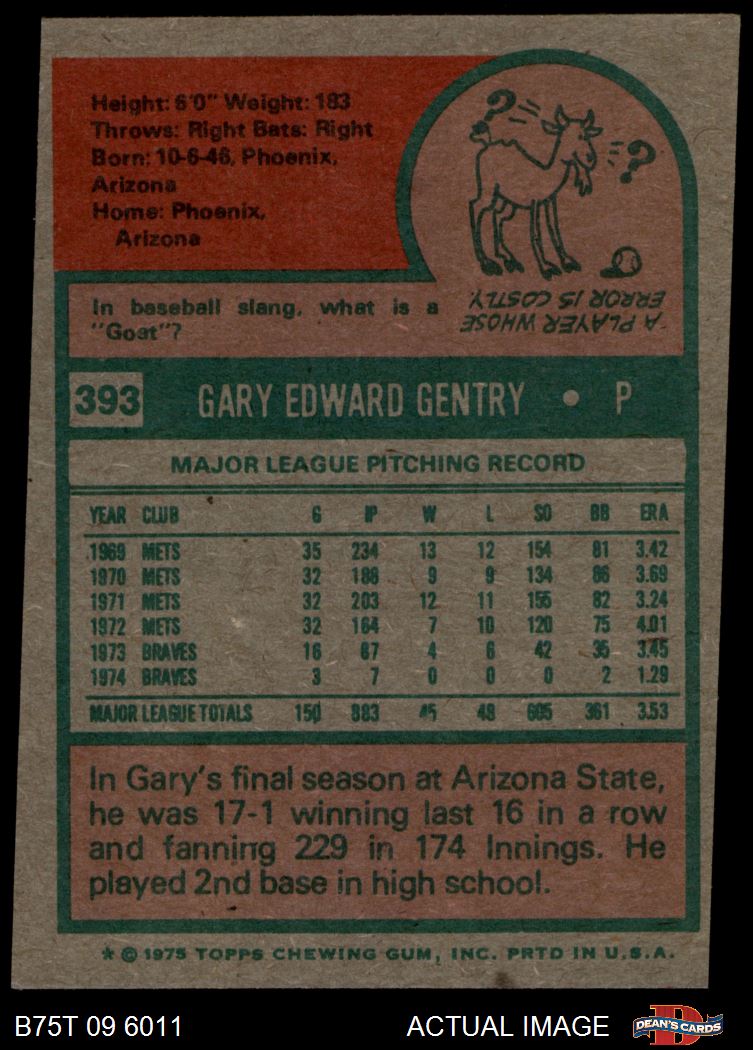 Height: 6'0" Weight: 183
Throws: Right Bats: Right
Born: 10-6-46, Phoenix,
Arizona
Home: Phoenix,
Arizona
In baseball slang, what is a
"Goat"?
A PLAYER WHOSE
ERROR IS COSTLY.
393 GARY EDWARD GENTRY • P
MAJOR LEAGUE PITCHING RECORD
YEAR CLUB G IP W L SO BB ERA
1969 METS 35 234 13 12 154 81 3.42
1970 METS 32 188 9 9 134 86 3.69
1971 METS 32 203 12 11 155 82 3.24
1972 METS 32 164 7 10 120 75 4.01
1973 BRAVES 16 87 4 6 42 35 3.45
1974 BRAVES 3 7 0 0 0 2 1.29
MAJOR LEAGUE TOTALS 150 883 45 48 605 361 3.53
In Gary's final season at Arizona State,
he was 17-1 winning last 16 in a row
and fanning 229 in 174 Innings. He
played 2nd base in high school.
* © 1975 TOPPS CHEWING GUM, INC. PRTD IN U.S.A.
B75T 09 6011 ACTUAL IMAGE DEAN'S CARDS